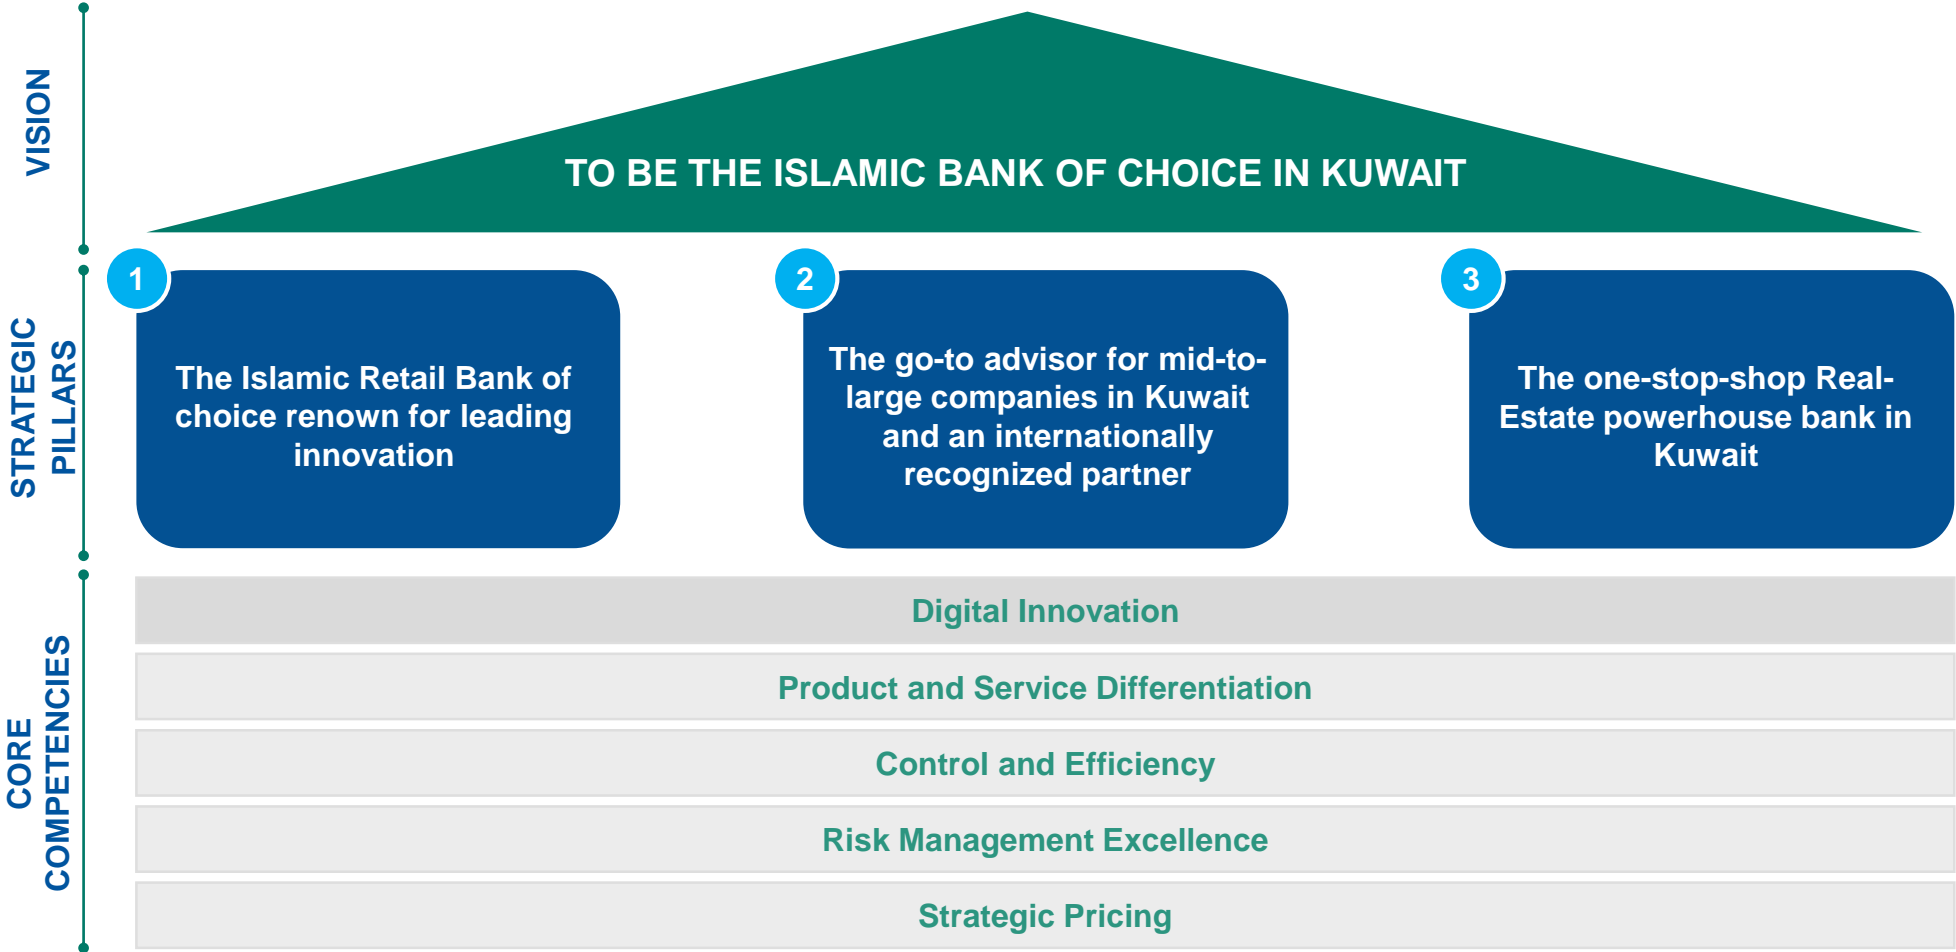 VISION
TO BE THE ISLAMIC BANK OF CHOICE IN KUWAIT
STRATEGIC
PILLARS
1
The Islamic Retail Bank of
choice renown for leading
innovation
2
The go-to advisor for mid-to-
large companies in Kuwait
and an internationally
recognized partner
3
The one-stop-shop Real-
Estate powerhouse bank in
Kuwait
CORE
COMPETENCIES
Digital Innovation
Product and Service Differentiation
Control and Efficiency
Risk Management Excellence
Strategic Pricing